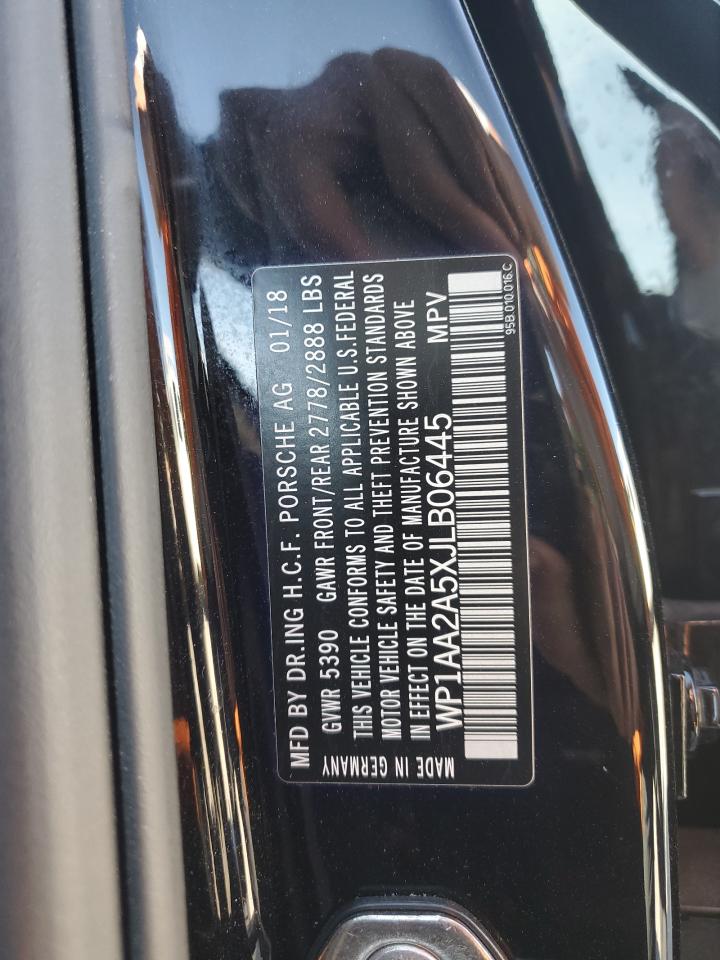 MFD BY DR.ING H.C.F. PORSCHE AG 01/18
GVWR 5390 GAWR FRONT/REAR 2778/2888 LBS
THIS VEHICLE CONFORMS TO ALL APPLICABLE U.S.FEDERAL
MOTOR VEHICLE SAFETY AND THEFT PREVENTION STANDARDS
IN EFFECT ON THE DATE OF MANUFACTURE SHOWN ABOVE
WP1AA2A5XJLB06445 MPV
MADE IN GERMANY
95B.010.016.C